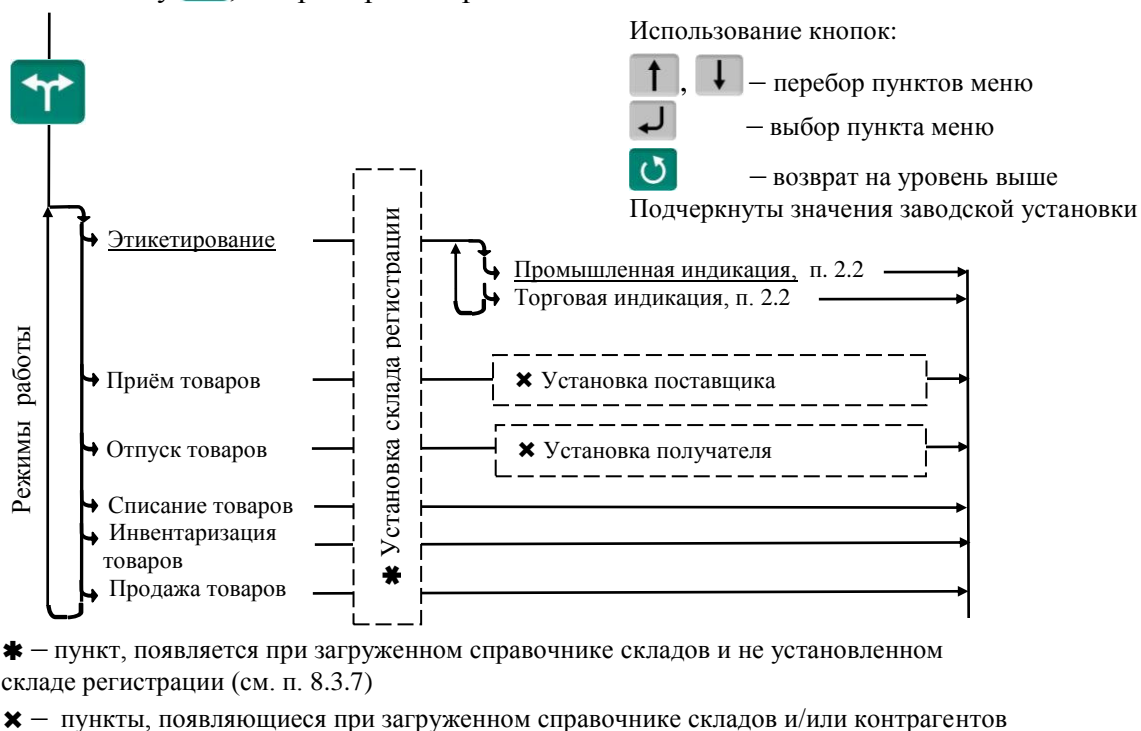 Использование кнопок:
, – перебор пунктов меню
– выбор пункта меню
– возврат на уровень выше
Подчеркнуты значения заводской установки
Режимы работы
Этикетирование
✱ Установка склада регистрации
Промышленная индикация, п. 2.2
Торговая индикация, п. 2.2
Приём товаров
✖ Установка поставщика
Отпуск товаров
✖ Установка получателя
Списание товаров
Инвентаризация
товаров
Продажа товаров
✱ – пункт, появляется при загруженном справочнике складов и не установленном
складе регистрации (см. п. 8.3.7)
✖ – пункты, появляющиеся при загруженном справочнике складов и/или контрагентов